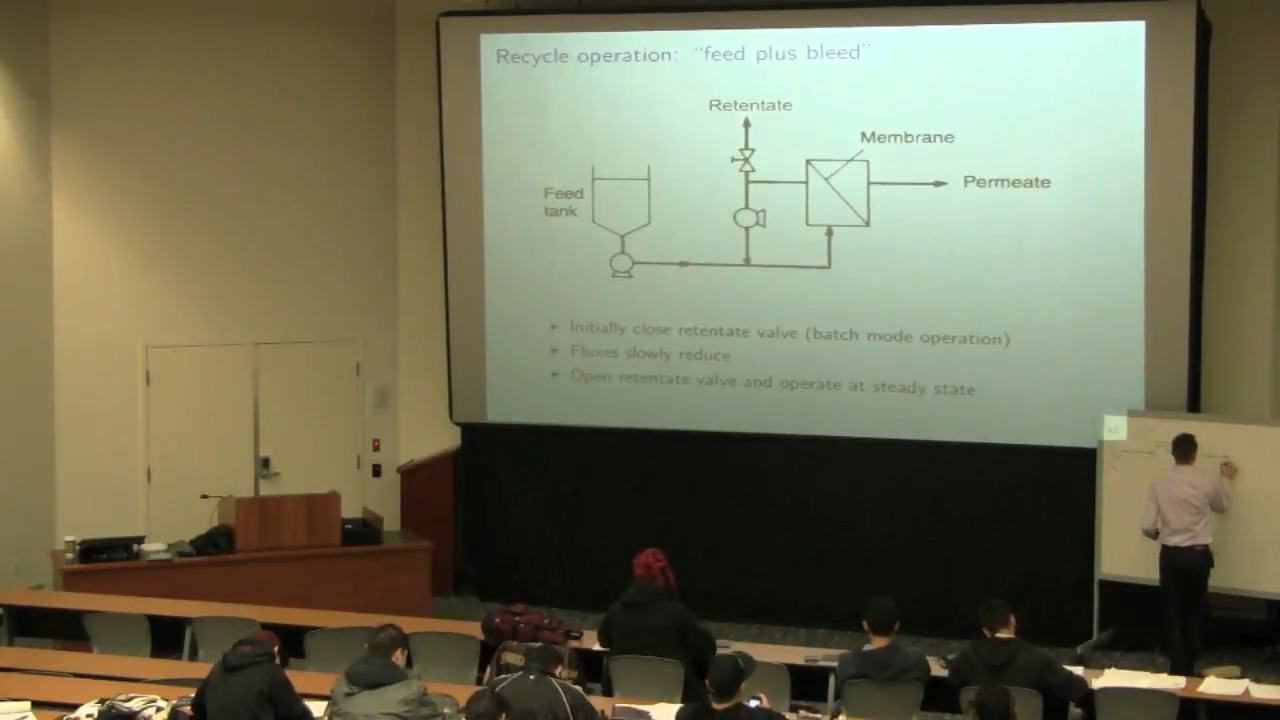 Recycle operation: “feed plus bleed”
Retentate
Membrane
Feed
tank
Permeate
► Initially close retentate valve (batch mode operation)
► Fluxes slowly reduce
► Open retentate valve and operate at steady state